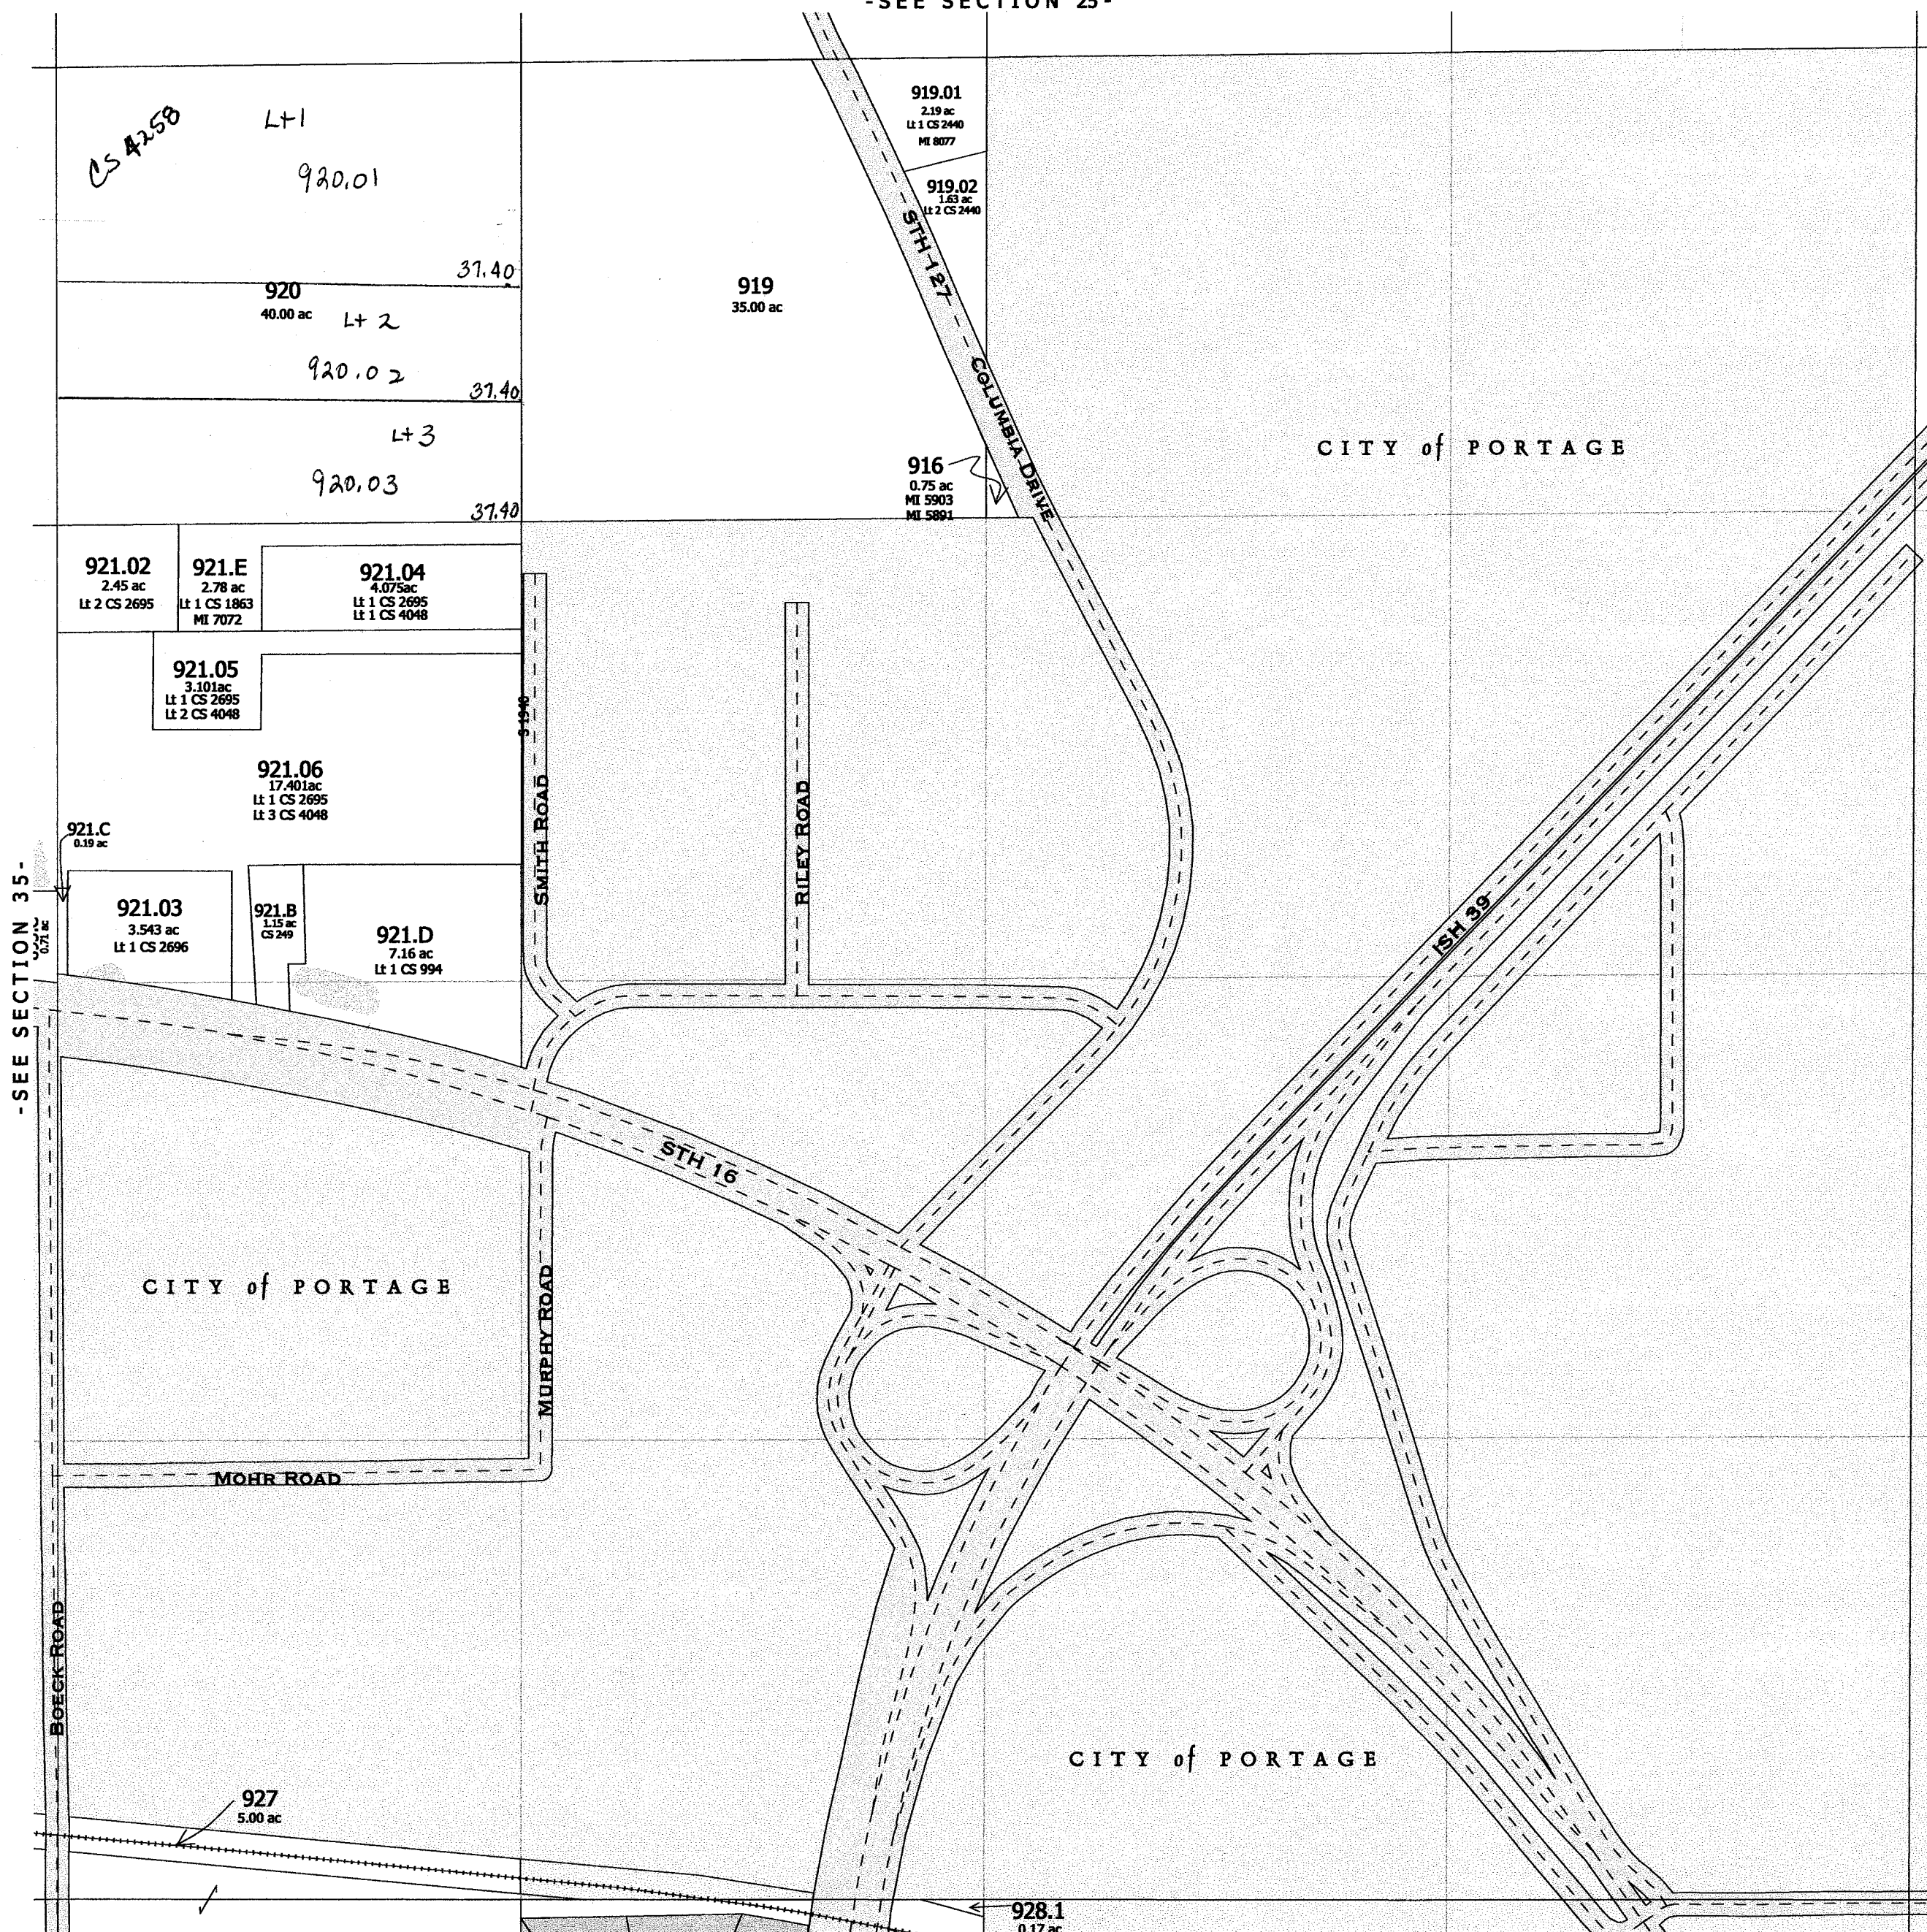 -SEE SECTION 25-
CS 4258
Lt 1
920.01
37.40
920
40.00 ac
Lt 2
920.02
37.40
Lt 3
920.03
37.40
919
35.00 ac
919.01
2.19 ac
Lt 1 CS 2440
MI 8077
919.02
1.63 ac
Lt 2 CS 2440
STH 127
COLUMBIA DRIVE
916
0.75 ac
MI 5903
MI 5891
CITY of PORTAGE
921.02
2.45 ac
Lt 2 CS 2695
921.E
2.78 ac
Lt 1 CS 1863
MI 7072
921.04
4.075ac
Lt 1 CS 2695
Lt 1 CS 4048
921.05
3.101ac
Lt 1 CS 2695
Lt 2 CS 4048
921.06
17.401ac
Lt 1 CS 2695
Lt 3 CS 4048
SMITH ROAD
RILEY ROAD
ISH 39
921.C
0.19 ac
-SEE SECTION 35-
0.71 ac
921.03
3.543 ac
Lt 1 CS 2696
921.B
1.15 ac
CS 249
921.D
7.16 ac
Lt 1 CS 994
STH 16
CITY of PORTAGE
MURPHY ROAD
MOHR ROAD
BOECK ROAD
CITY of PORTAGE
927
5.00 ac
928.1
0.17 ac